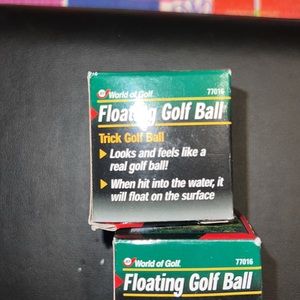 World of Golf 77016
Floating Golf Ball
Trick Golf Ball
Looks and feels like a
real golf ball!
When hit into the water, it
will float on the surface
World of Golf 77016
Floating Golf Ball